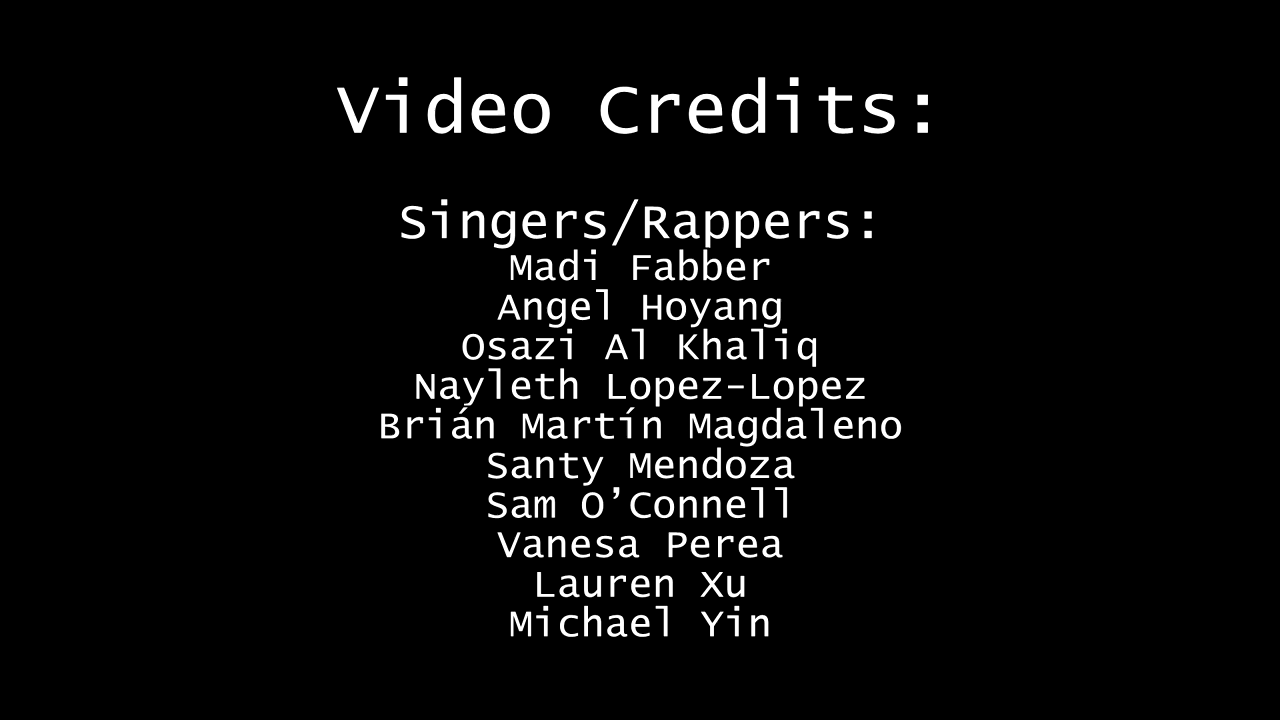 Video Credits:
Singers/Rappers:
Madi Fabber
Angel Hoyang
Osazi Al Khaliq
Nayleth Lopez-Lopez
Brián Martín Magdaleno
Santy Mendoza
Sam O’Connell
Vanesa Perea
Lauren Xu
Michael Yin